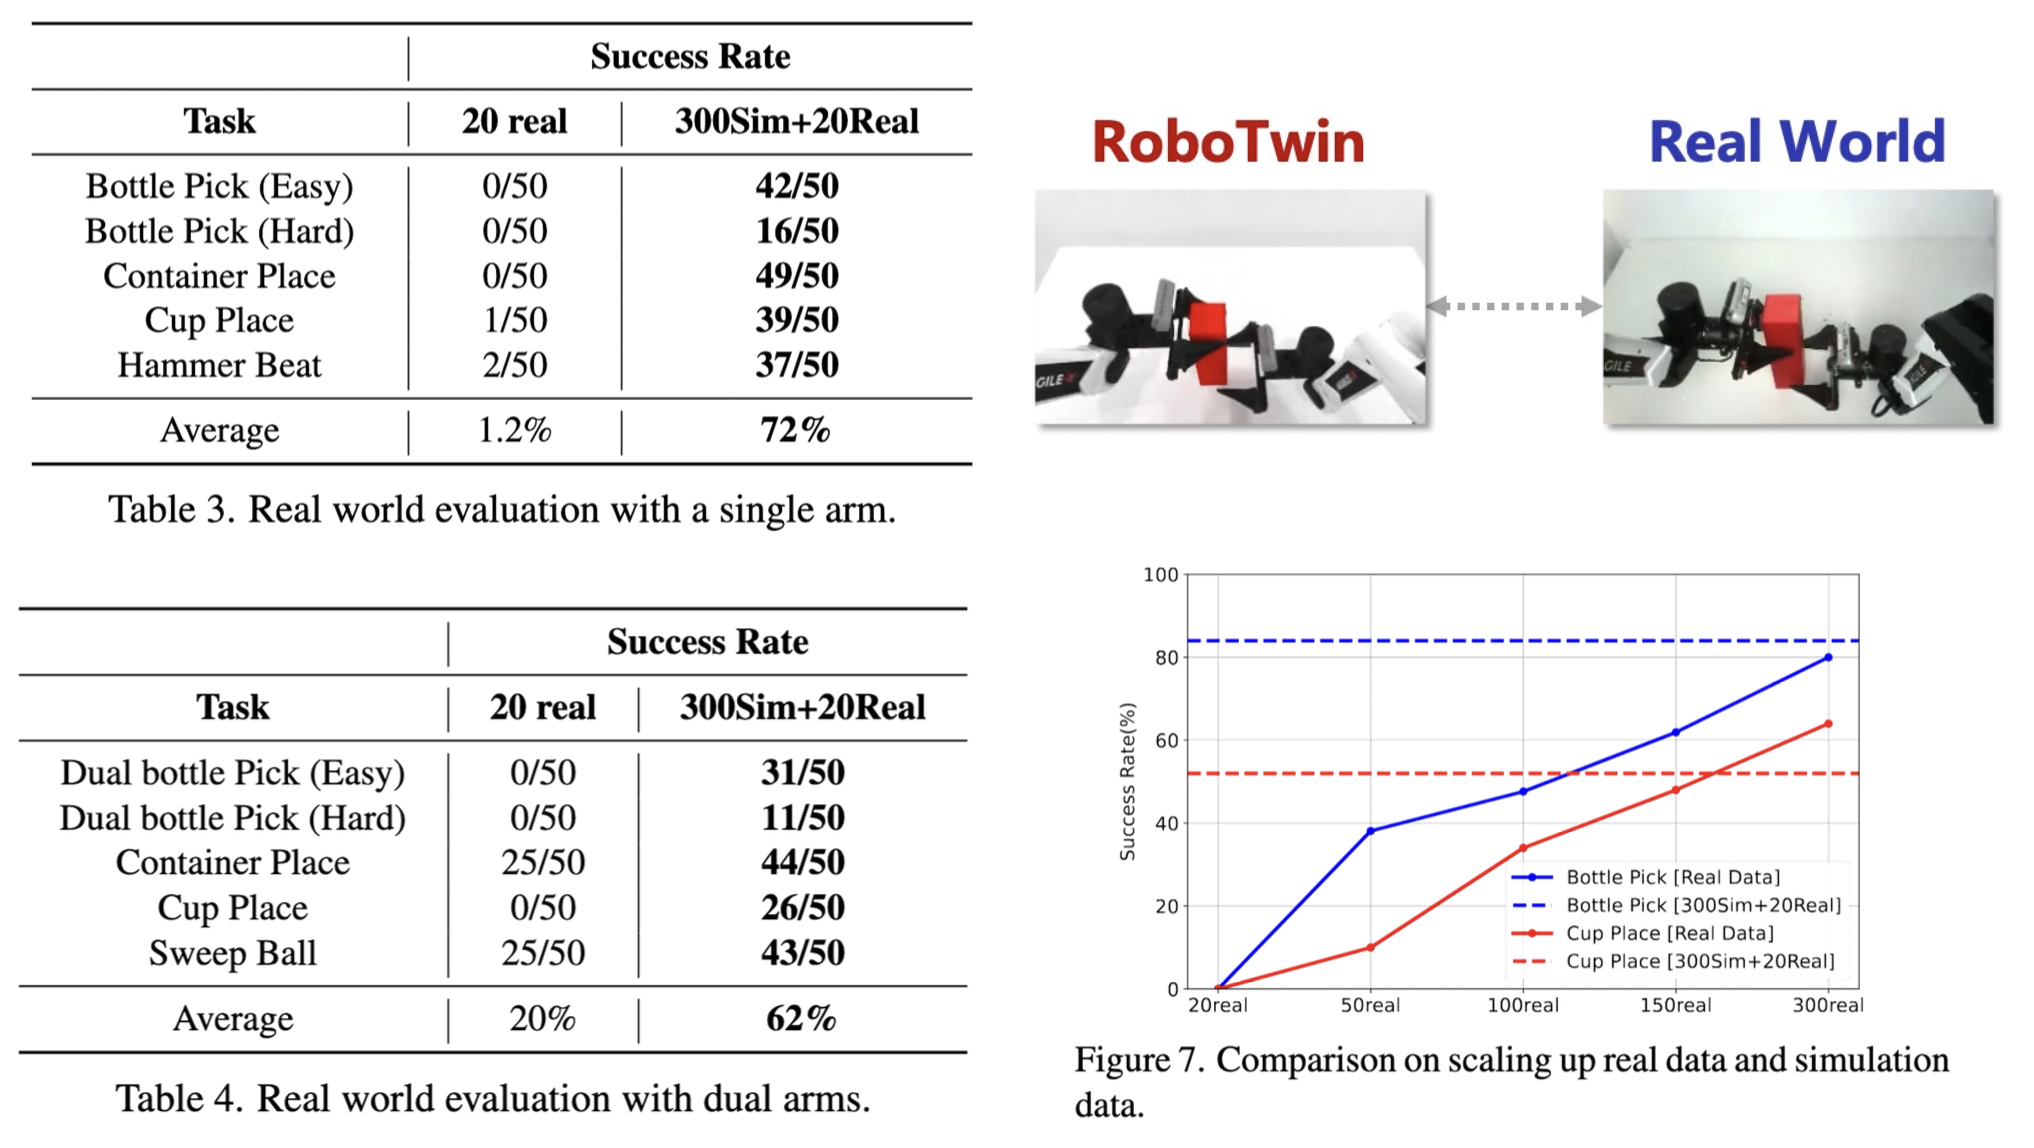 Success Rate
Task 20 real 300Sim+20Real
Bottle Pick (Easy) 0/50 42/50
Bottle Pick (Hard) 0/50 16/50
Container Place 0/50 49/50
Cup Place 1/50 39/50
Hammer Beat 2/50 37/50
Average 1.2% 72%
Table 3. Real world evaluation with a single arm.
Success Rate
Task 20 real 300Sim+20Real
Dual bottle Pick (Easy) 0/50 31/50
Dual bottle Pick (Hard) 0/50 11/50
Container Place 25/50 44/50
Cup Place 0/50 26/50
Sweep Ball 25/50 43/50
Average 20% 62%
Table 4. Real world evaluation with dual arms.
RoboTwin
Real World
GILE
GILE
100
80
60
40
20
0
Success Rate(%)
Bottle Pick [Real Data]
Bottle Pick [300Sim+20Real]
Cup Place [Real Data]
Cup Place [300Sim+20Real]
20real 50real 100real 150real 300real
Figure 7. Comparison on scaling up real data and simulation
data.